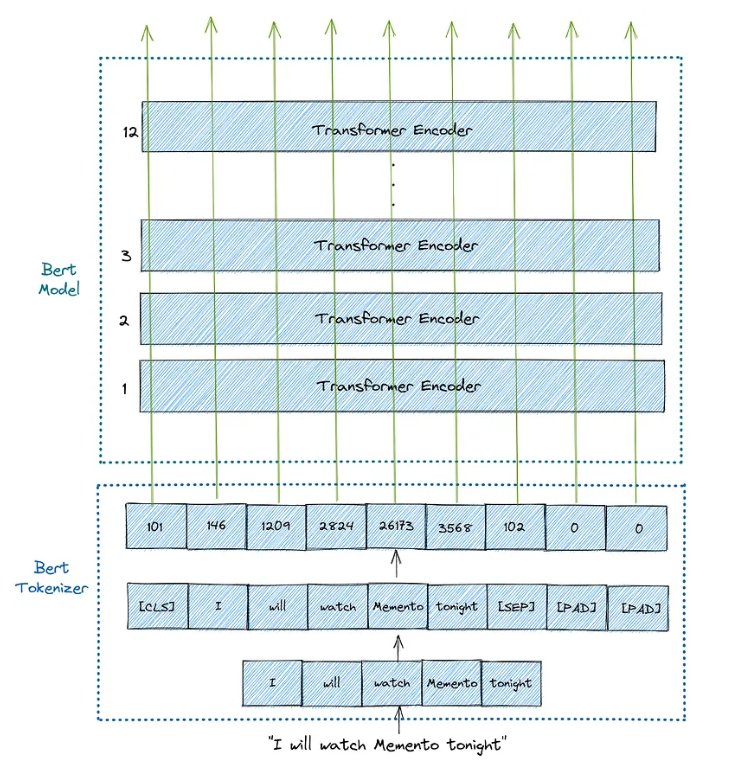 12 Transformer Encoder
3 Transformer Encoder
Bert
Model
2 Transformer Encoder
1 Transformer Encoder
101 146 1209 2824 26173 3568 102 0 0
Bert
Tokenizer
[CLS] I will watch Memento tonight [SEP] [PAD] [PAD]
I will watch Memento tonight
"I will watch Memento tonight"